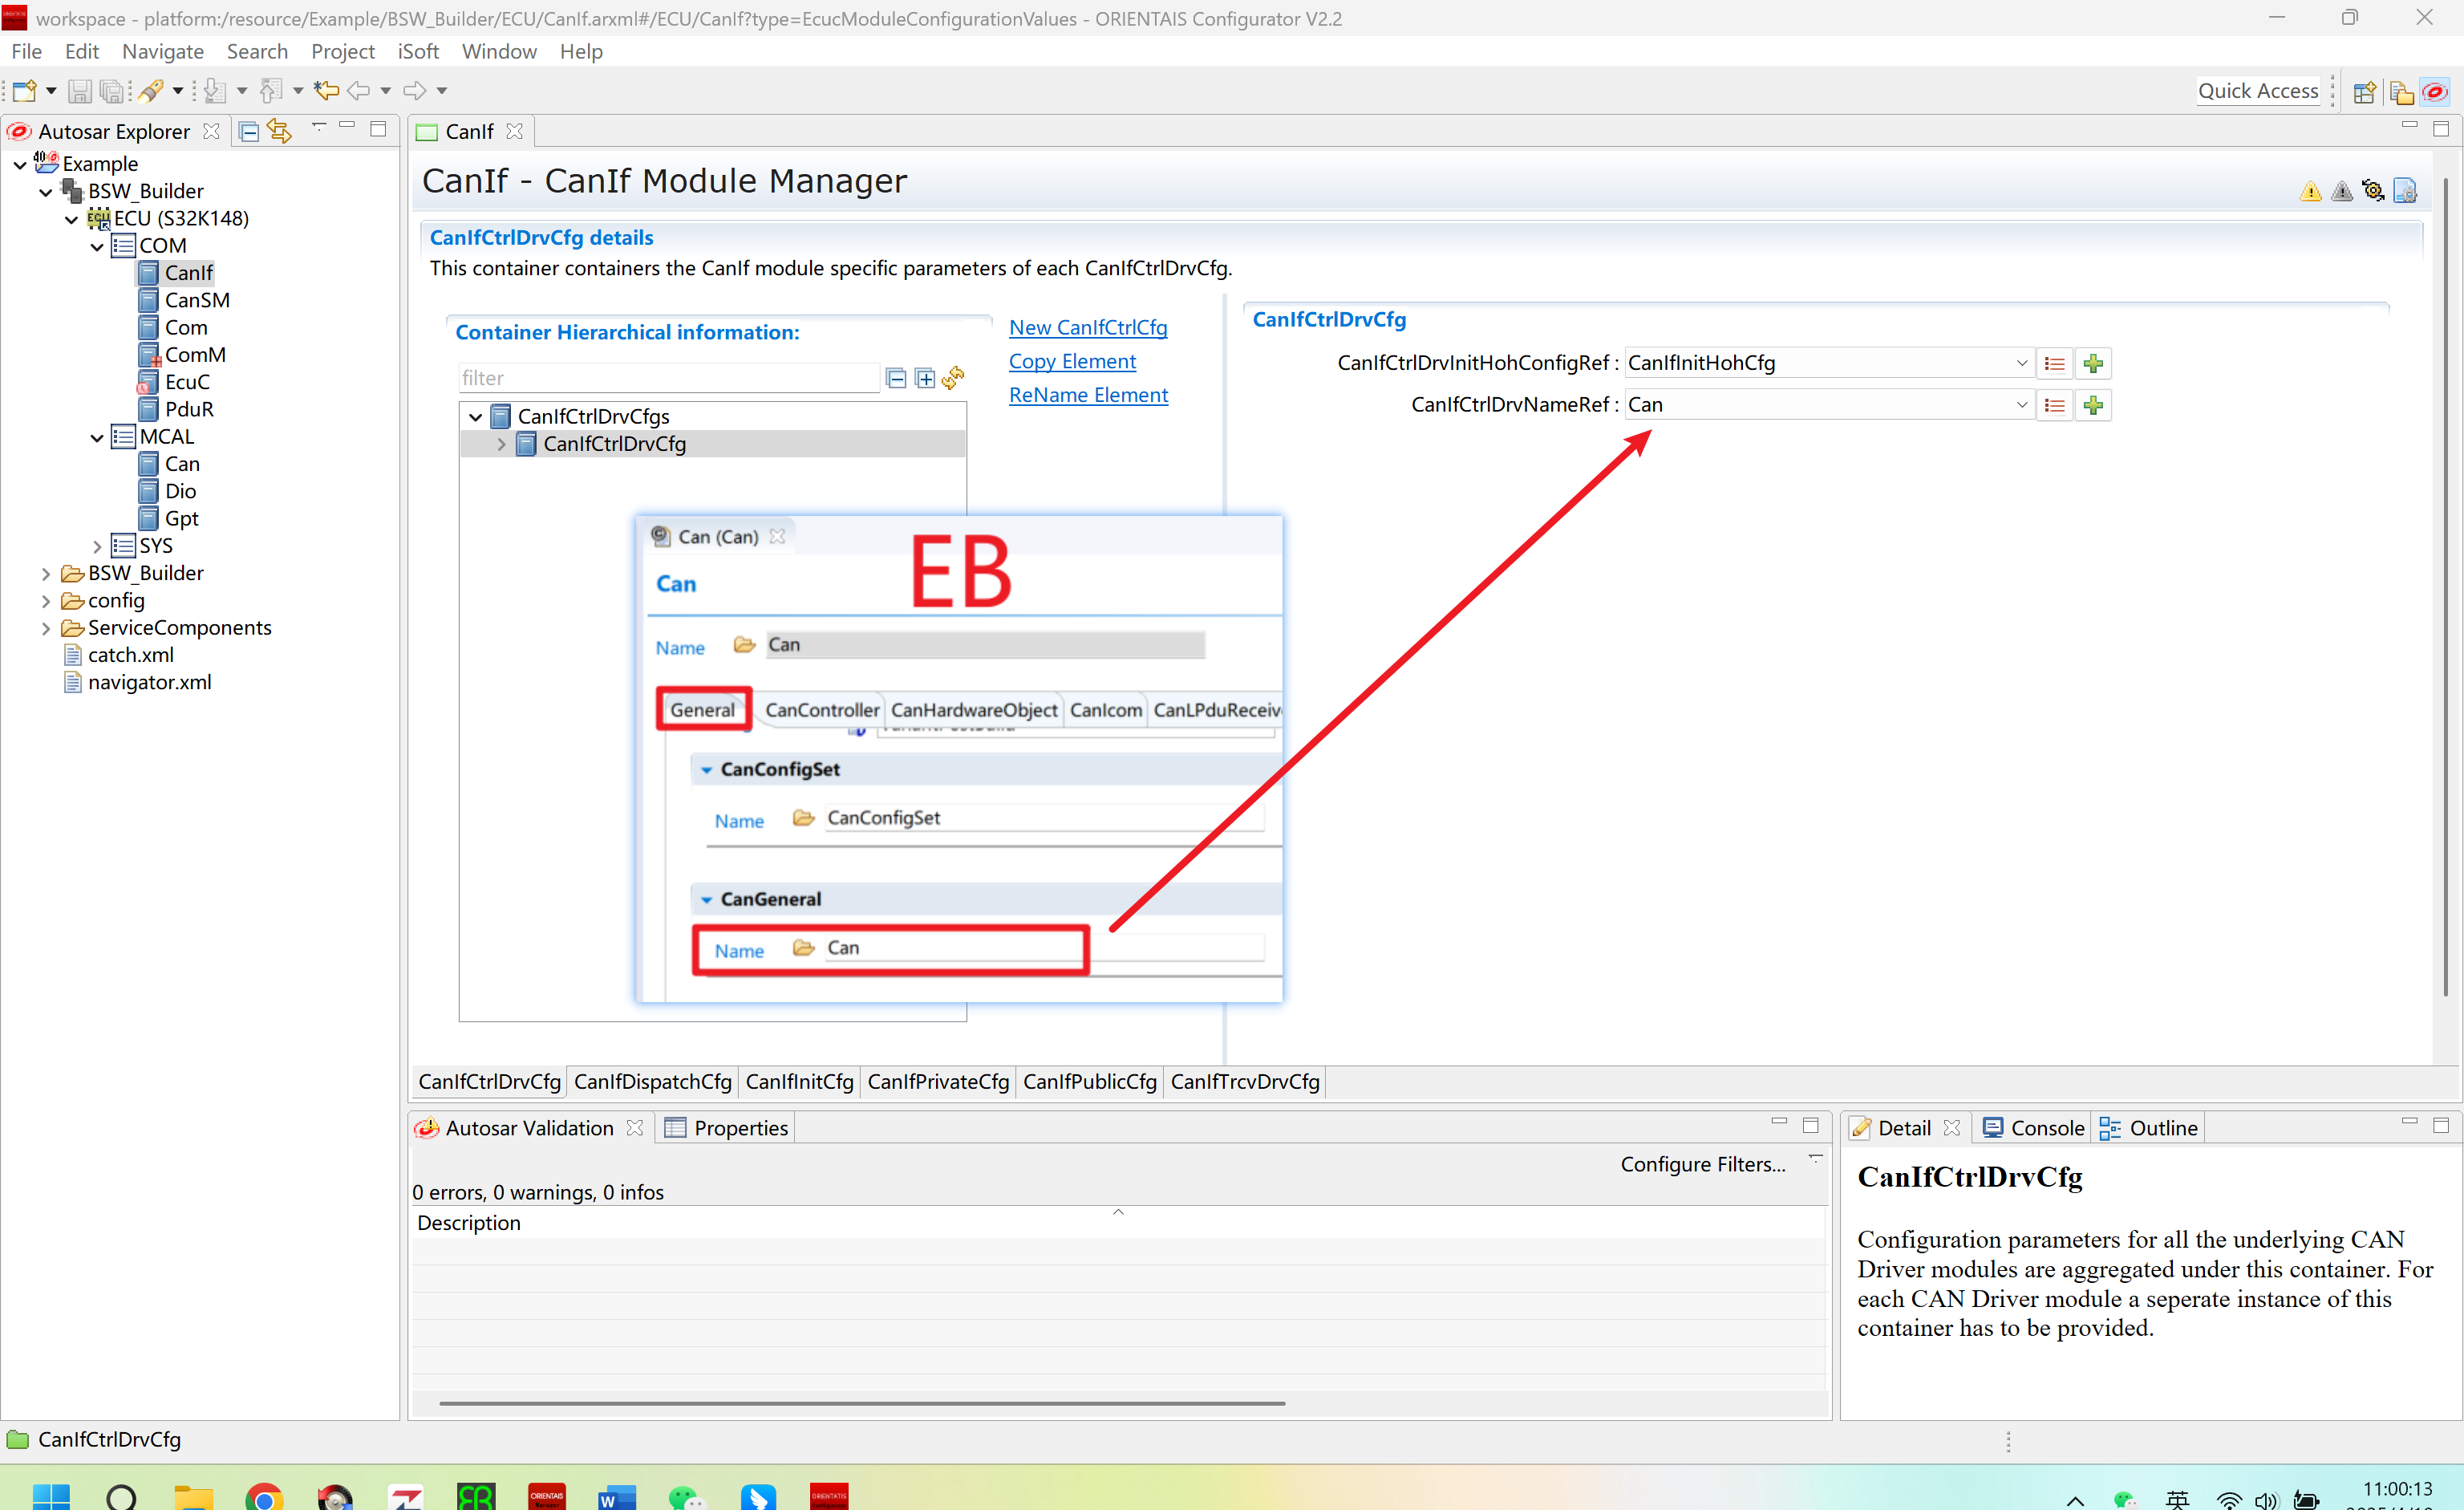 workspace - platform:/resource/Example/BSW_Builder/ECU/CanIf.arxml#/ECU/CanIf?type=EcucModuleConfigurationValues - ORIENTAIS Configurator V2.2
File Edit Navigate Search Project iSoft Window Help
Quick Access
Autosar Explorer
Example
BSW_Builder
ECU (S32K148)
COM
CanIf
CanSM
Com
ComM
EcuC
PduR
MCAL
Can
Dio
Gpt
SYS
BSW_Builder
config
ServiceComponents
catch.xml
navigator.xml
CanIf
CanIf - CanIf Module Manager
CanIfCtrlDrvCfg details
This container containers the CanIf module specific parameters of each CanIfCtrlDrvCfg.
Container Hierarchical information:
filter
CanIfCtrlDrvCfgs
CanIfCtrlDrvCfg
New CanIfCtrlCfg
Copy Element
ReName Element
CanIfCtrlDrvCfg
CanIfCtrlDrvInitHohConfigRef : CanIfInitHohCfg
CanIfCtrlDrvNameRef : Can
Can (Can)
EB
Can
Name Can
General CanController CanHardwareObject CanIcom CanLPduReceiv
CanConfigSet
Name CanConfigSet
CanGeneral
Name Can
CanIfCtrlDrvCfg CanIfDispatchCfg CanIfInitCfg CanIfPrivateCfg CanIfPublicCfg CanIfTrcvDrvCfg
Autosar Validation Properties
Configure Filters...
0 errors, 0 warnings, 0 infos
Description
Detail Console Outline
CanIfCtrlDrvCfg
Configuration parameters for all the underlying CAN
Driver modules are aggregated under this container. For
each CAN Driver module a seperate instance of this
container has to be provided.
CanIfCtrlDrvCfg
英
11:00:13